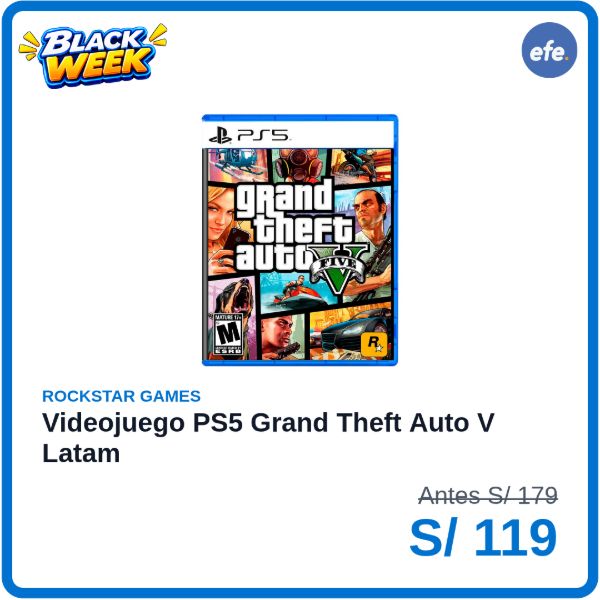 BLACK
WEEK
efe.
PS5
grand
theft
auto V
FIVE
MATURE 17+
M
ESRB
R
ROCKSTAR GAMES
Videojuego PS5 Grand Theft Auto V
Latam
Antes S/ 179
S/ 119